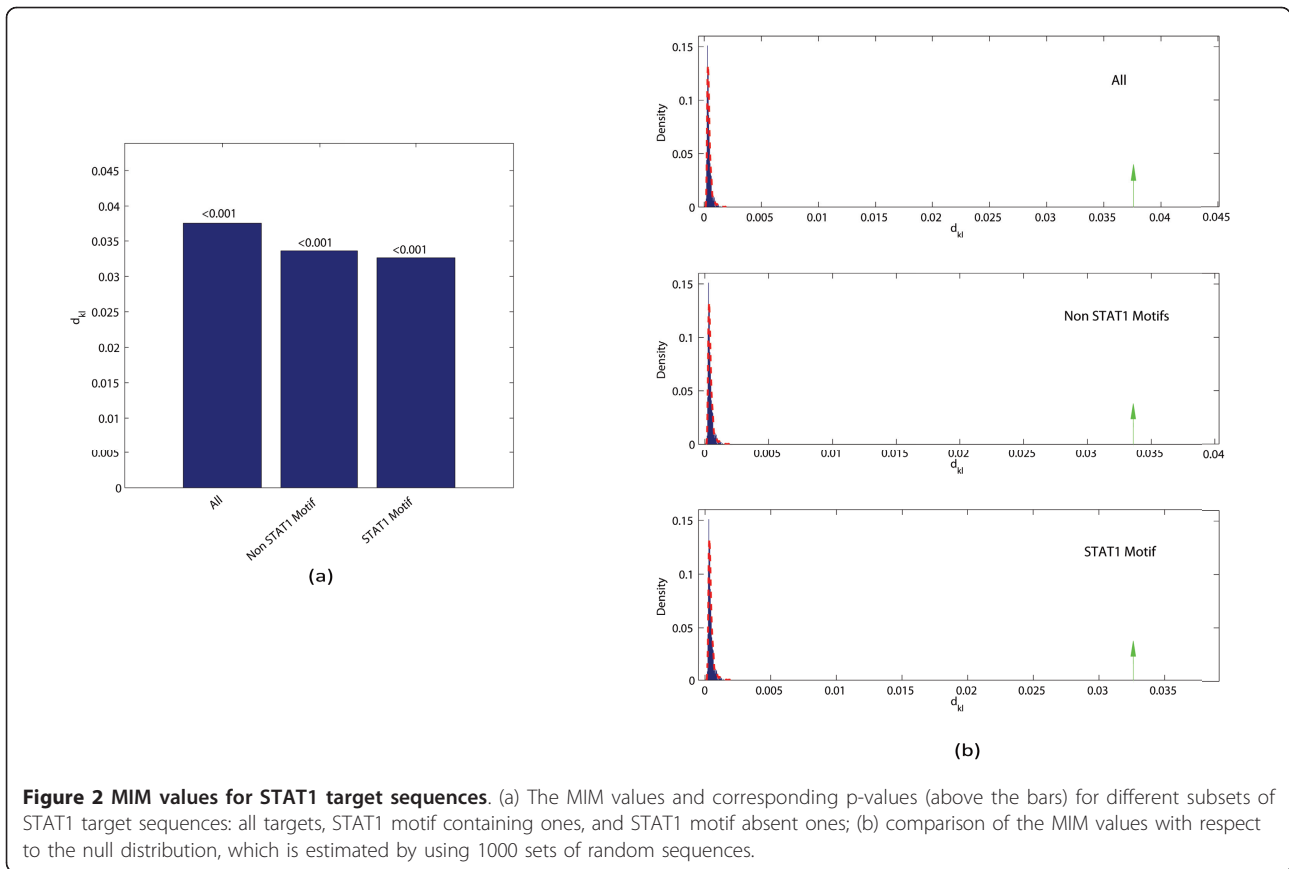 0.045
0.04
0.035
0.03
0.025
0.02
0.015
0.01
0.005
0
d_kl
<0.001
<0.001
<0.001
All
Non STAT1 Motif
STAT1 Motif
(a)
0.15
0.1
0.05
0
Density
All
0 0.005 0.01 0.015 0.02 0.025 0.03 0.035 0.04 0.045
d_kl
0.15
0.1
0.05
0
Density
Non STAT1 Motifs
0 0.005 0.01 0.015 0.02 0.025 0.03 0.035 0.04
d_kl
0.15
0.1
0.05
0
Density
STAT1 Motif
0 0.005 0.01 0.015 0.02 0.025 0.03 0.035
d_kl
(b)
Figure 2 MIM values for STAT1 target sequences. (a) The MIM values and corresponding p-values (above the bars) for different subsets of
STAT1 target sequences: all targets, STAT1 motif containing ones, and STAT1 motif absent ones; (b) comparison of the MIM values with respect
to the null distribution, which is estimated by using 1000 sets of random sequences.